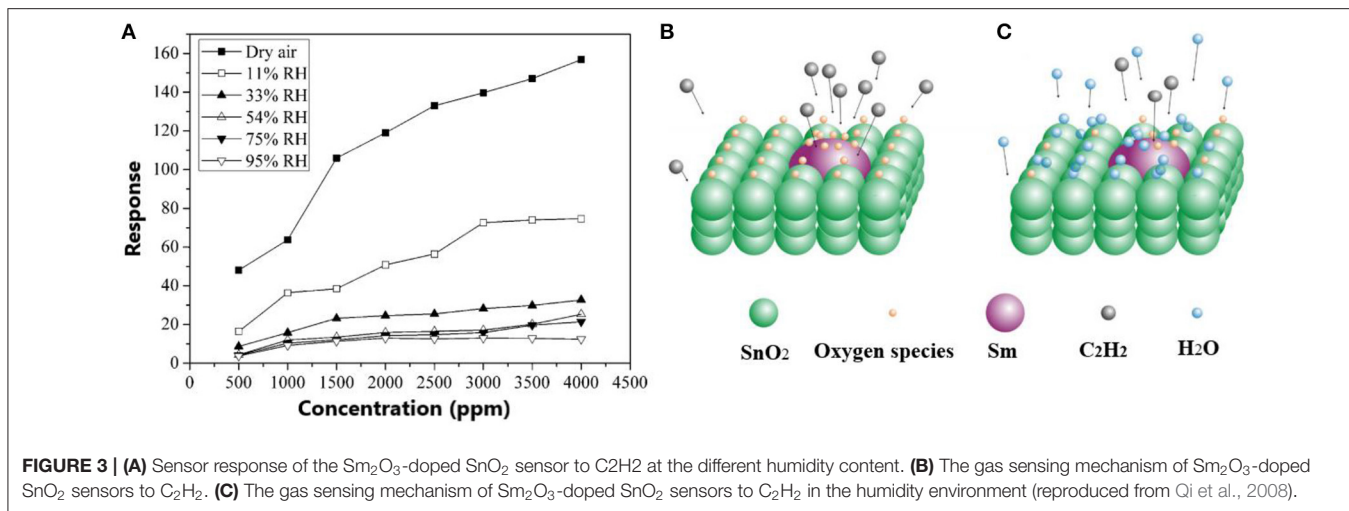 A
B
C
160
140
120
100
80
60
40
20
0
Response
Dry air
11% RH
33% RH
54% RH
75% RH
95% RH
500 1000 1500 2000 2500 3000 3500 4000 4500
Concentration (ppm)
SnO₂ Oxygen species Sm C₂H₂ H₂O
FIGURE 3 | (A) Sensor response of the Sm₂O₃-doped SnO₂ sensor to C2H2 at the different humidity content. (B) The gas sensing mechanism of Sm₂O₃-doped
SnO₂ sensors to C₂H₂. (C) The gas sensing mechanism of Sm₂O₃-doped SnO₂ sensors to C₂H₂ in the humidity environment (reproduced from Qi et al., 2008).